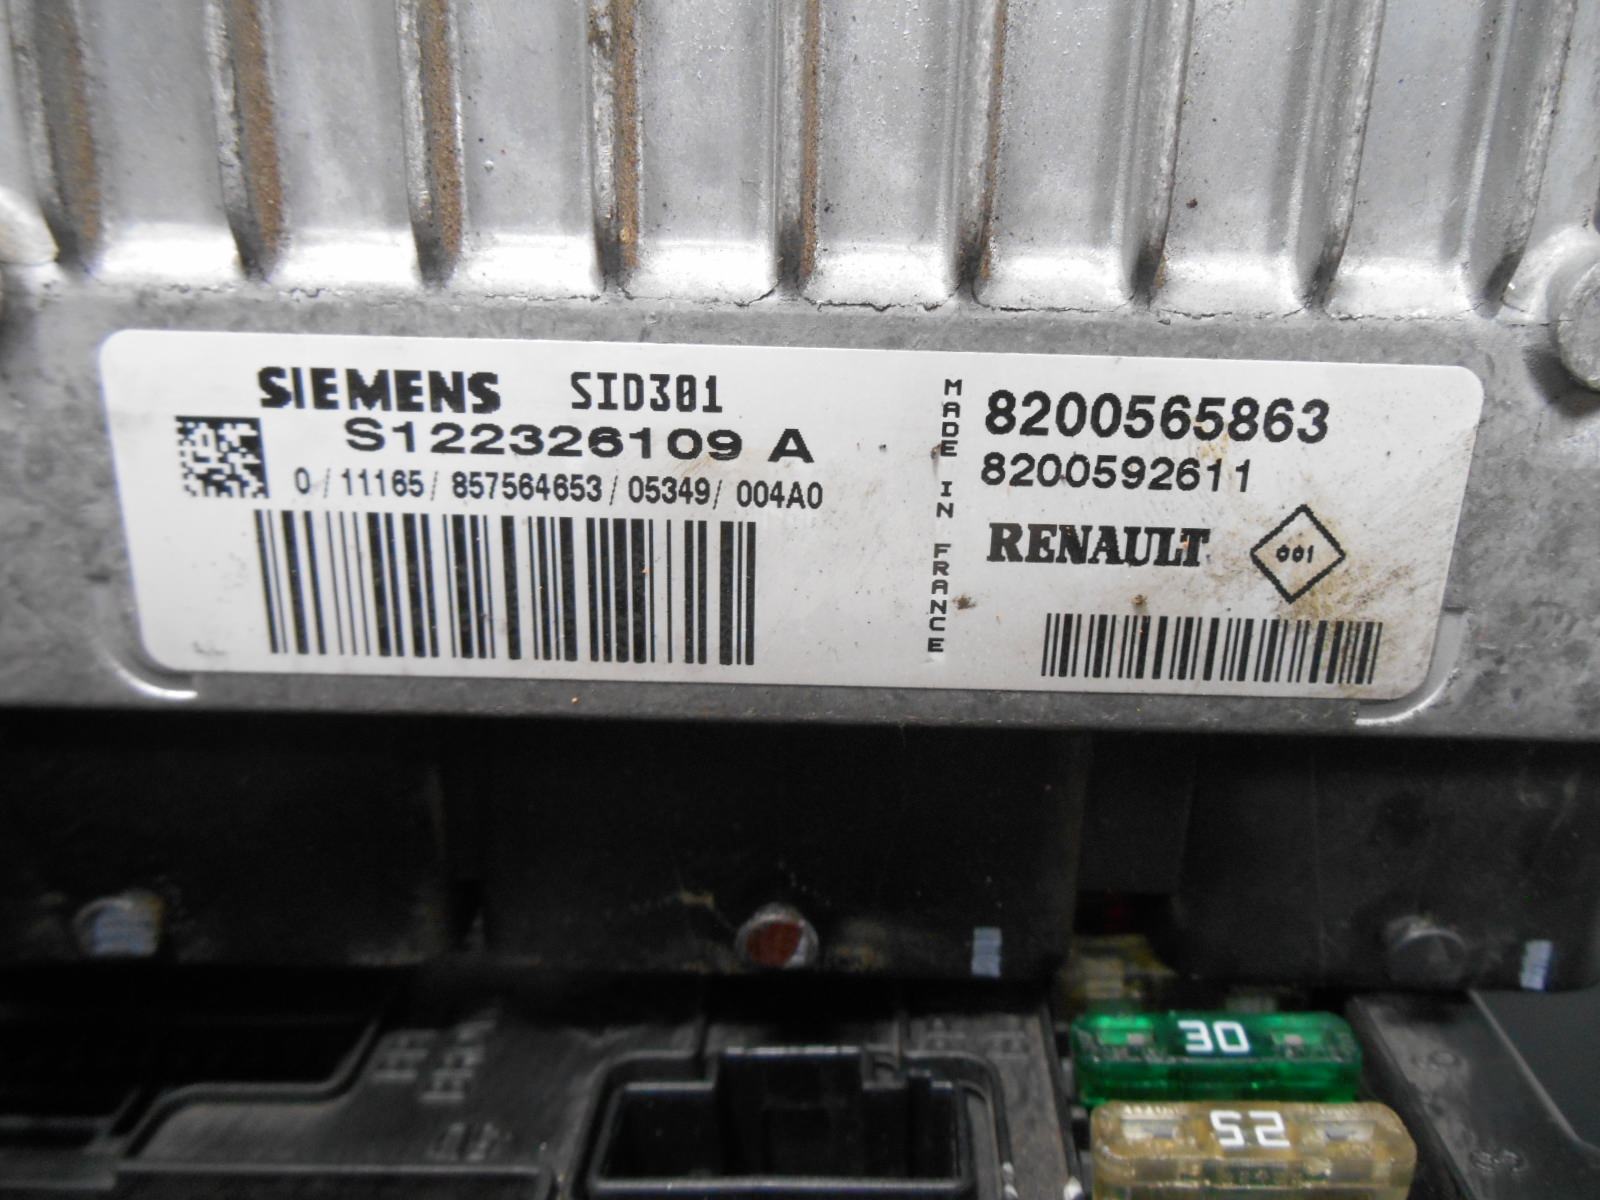 SIEMENS SID301
S122326109 A
0/11165/857564653/05349/004A0
MADE IN FRANCE
8200565863
8200592611
RENAULT 001
30
25